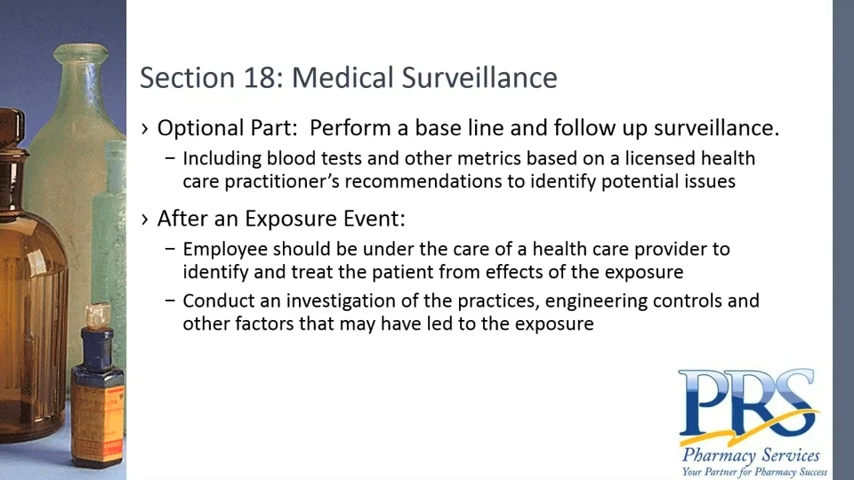 Section 18: Medical Surveillance
› Optional Part:  Perform a base line and follow up surveillance.
– Including blood tests and other metrics based on a licensed health
care practitioner’s recommendations to identify potential issues
› After an Exposure Event:
– Employee should be under the care of a health care provider to
identify and treat the patient from effects of the exposure
– Conduct an investigation of the practices, engineering controls and
other factors that may have led to the exposure
PRS
Pharmacy Services
Your Partner for Pharmacy Success